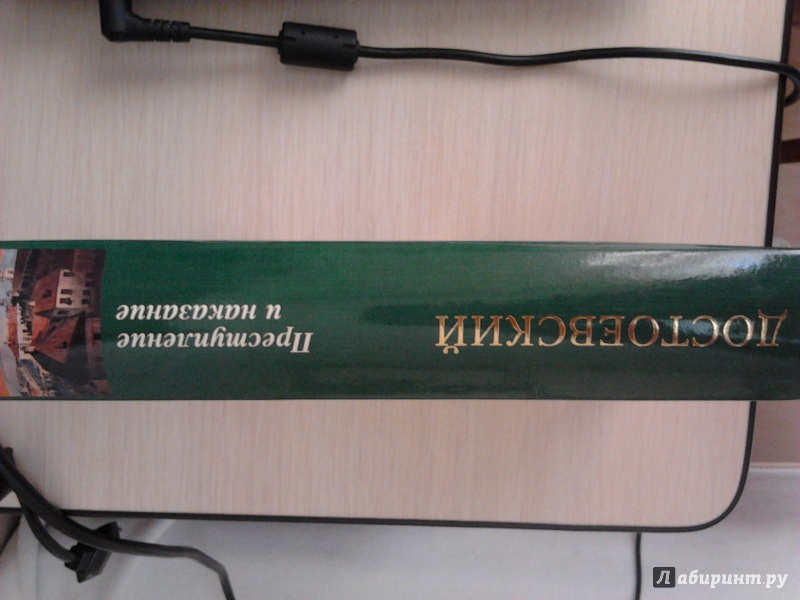 ДОСТОЕВСКИЙ
Преступление
и наказание
Лабиринт.ру